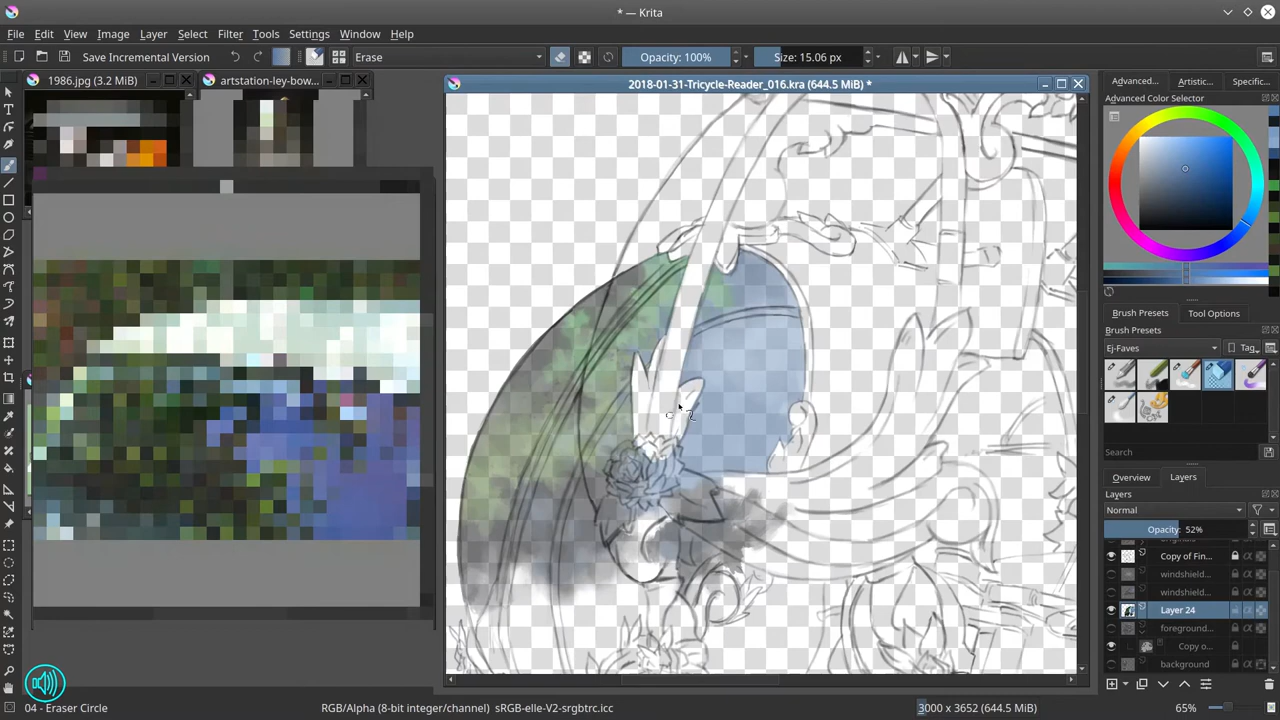 * — Krita
File Edit View Image Layer Select Filter Tools Settings Window Help
Save Incremental Version Erase Opacity: 100% Size: 15.06 px
1986.jpg (3.2 MiB) artstation-ley-bow... 2018-01-31-Tricycle-Reader_016.kra (644.5 MiB) *
Advanced... Artistic... Specific...
Advanced Color Selector
Brush Presets Tool Options
Brush Presets
Ej-Faves Tag
Search
Overview Layers
Layers
Normal
Opacity: 52%
Copy of Fin...
windshield...
windshield...
Layer 24
foreground...
Copy o...
background
04 - Eraser Circle RGB/Alpha (8-bit integer/channel) sRGB-elle-V2-srgbtrc.icc 3000 x 3652 (644.5 MiB) 65%